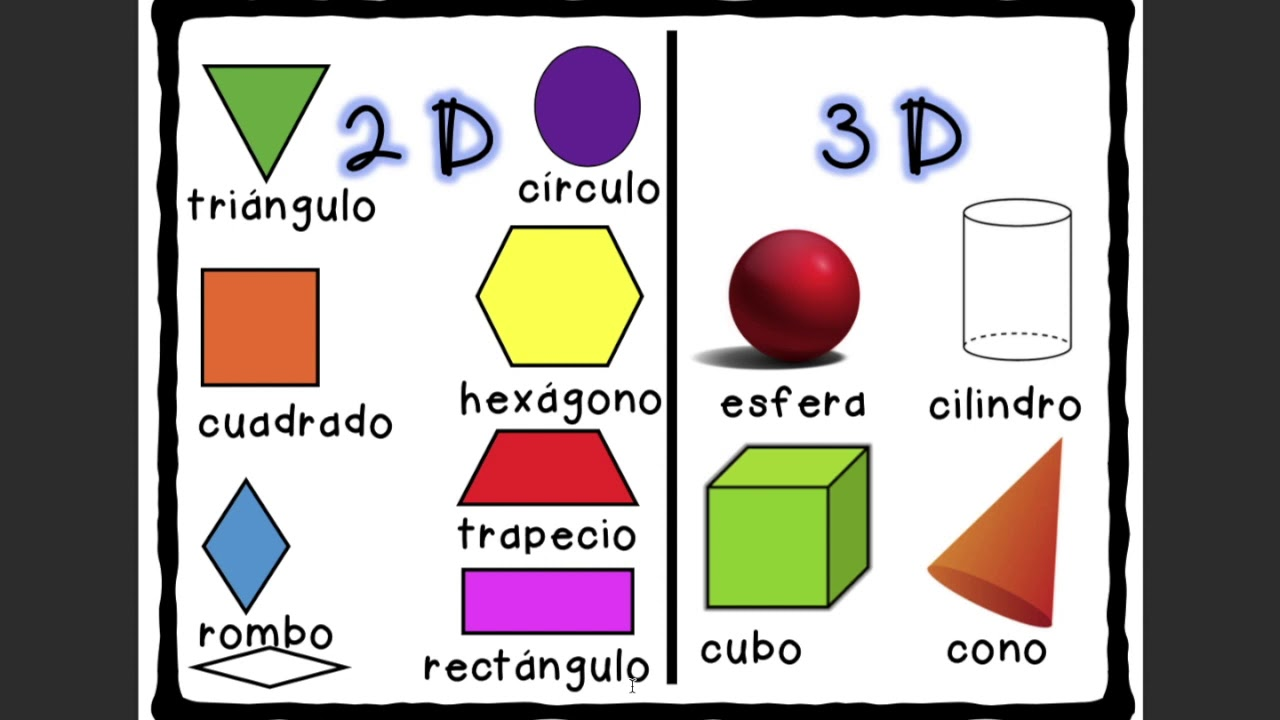 2D
triángulo
círculo
cuadrado
hexágono
rombo
trapecio
rectángulo
3D
esfera
cilindro
cubo
cono